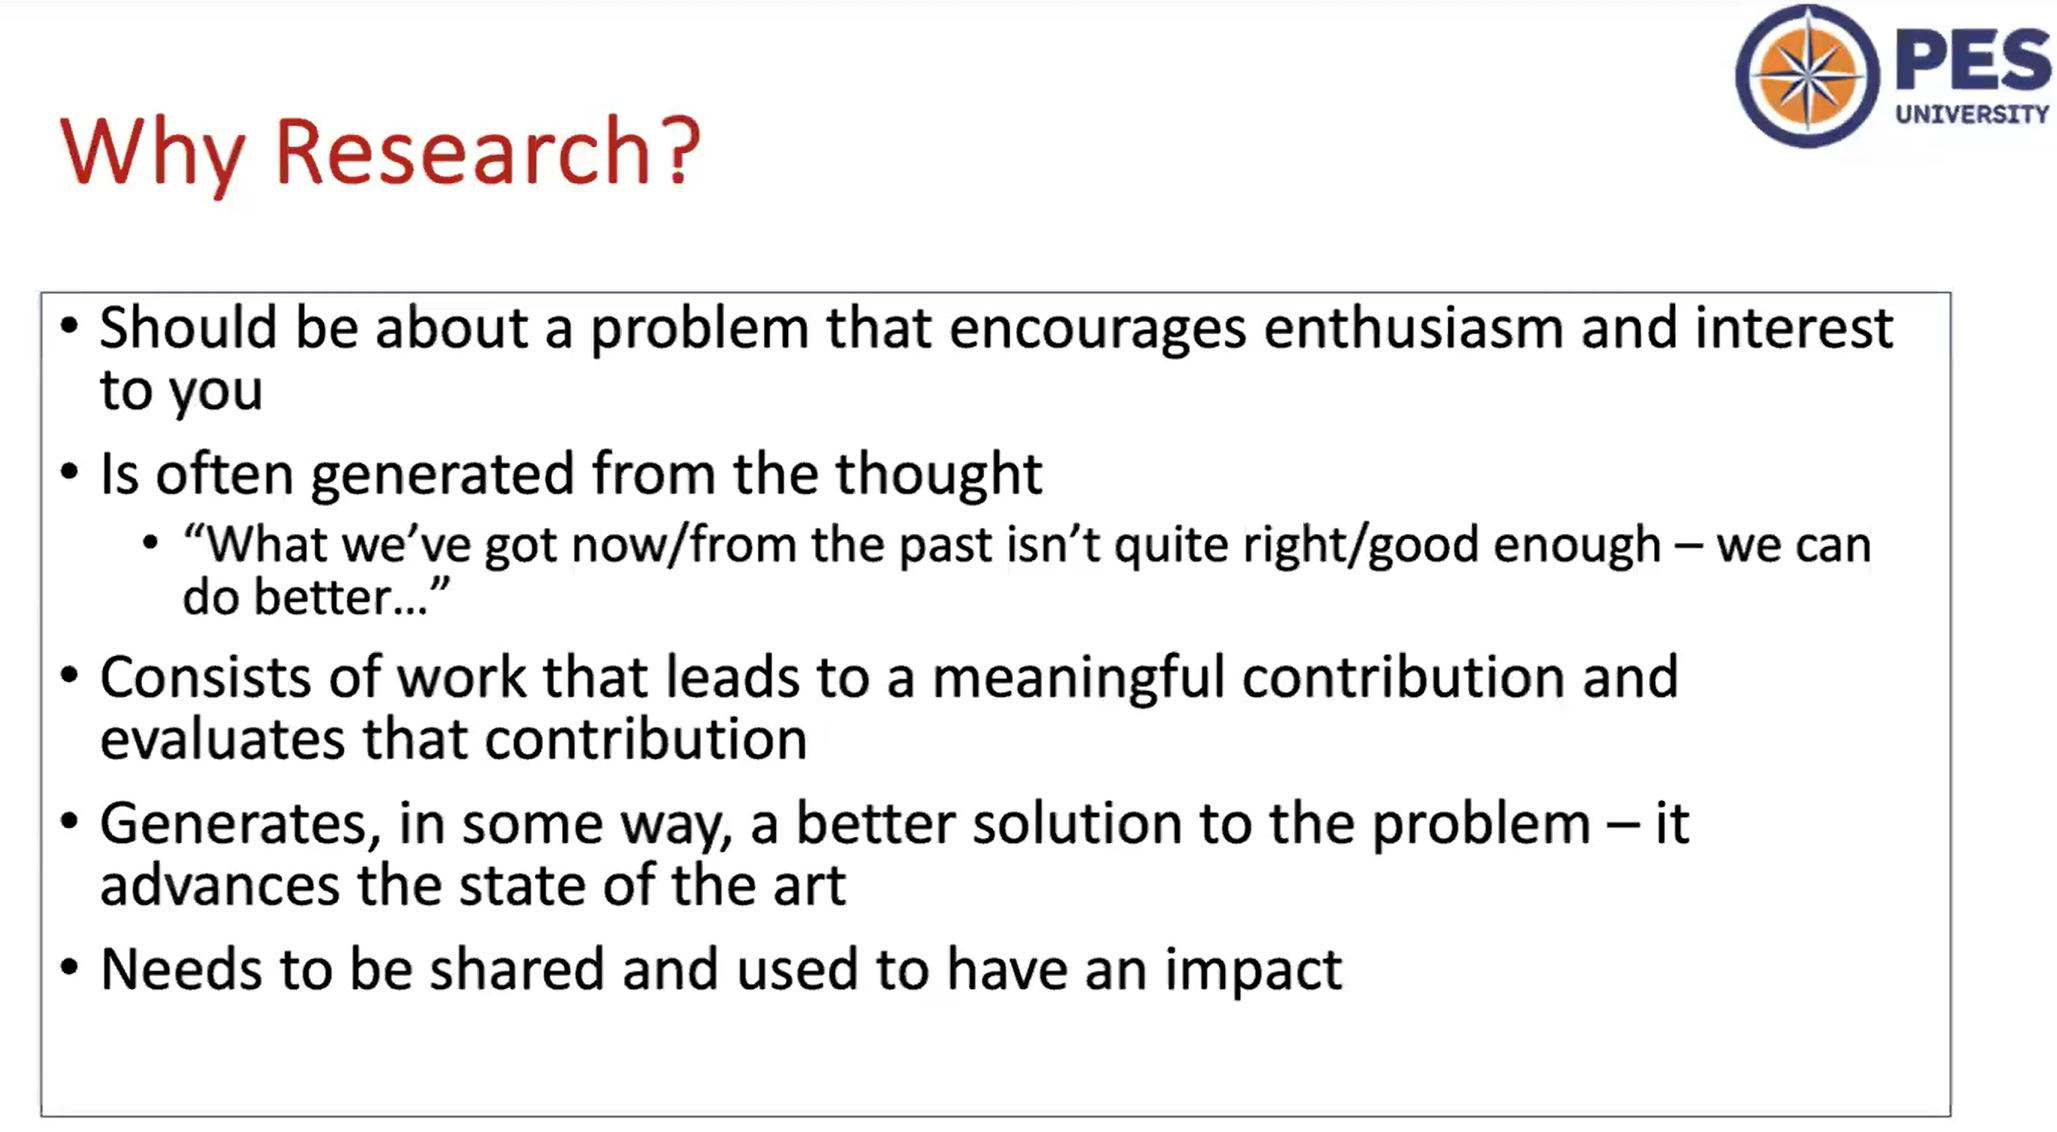 PES
UNIVERSITY
Why Research?
• Should be about a problem that encourages enthusiasm and interest
to you
• Is often generated from the thought
• “What we’ve got now/from the past isn’t quite right/good enough – we can
do better…”
• Consists of work that leads to a meaningful contribution and
evaluates that contribution
• Generates, in some way, a better solution to the problem – it
advances the state of the art
• Needs to be shared and used to have an impact